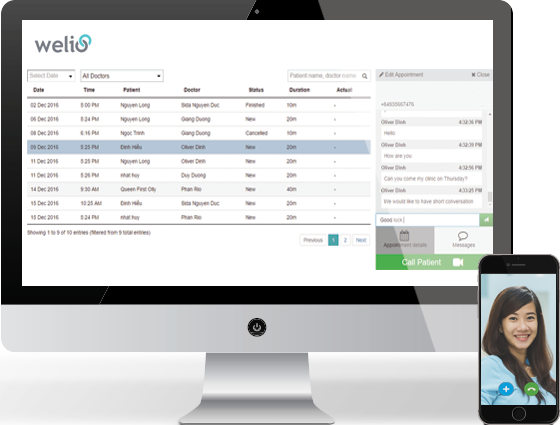 welio
Select Date
All Doctors
Patient name, doctor name
Edit Appointment
Close
Date Time Patient Doctor Status Duration Actual
02 Dec 2016 5:00 PM Nguyen Long Sida Nguyen Duc Finished 10m -
06 Dec 2016 5:24 PM Nguyen Long Giang Duong New 20m -
08 Dec 2016 6:16 PM Ngoc Trinh Giang Duong Cancelled 10m -
09 Dec 2016 5:25 PM Đinh Hiếu Oliver Dinh New 20m -
11 Dec 2016 5:25 PM Nguyen Long Oliver Dinh New 20m -
11 Dec 2016 5:26 PM nhat huy Duy Duong New 20m -
14 Dec 2016 9:30 AM Queen First City Phan Rio New 40m -
15 Dec 2016 10:25 AM Đinh Hiếu Sida Nguyen Duc New 20m -
15 Dec 2016 5:24 PM nhat huy Phan Rio New 20m -
Showing 1 to 9 of 10 entries (filtered from 9 total entries)
Previous 1 2 Next
+84935667476
Oliver Dinh 4:32:36 PM
Hello
Oliver Dinh 4:32:39 PM
How are you
Oliver Dinh 4:32:56 PM
Can you come my clinic on Thursday?
Oliver Dinh 4:33:25 PM
We would like to have short conversation
Good luck
Appointment details
Messages
Call Patient